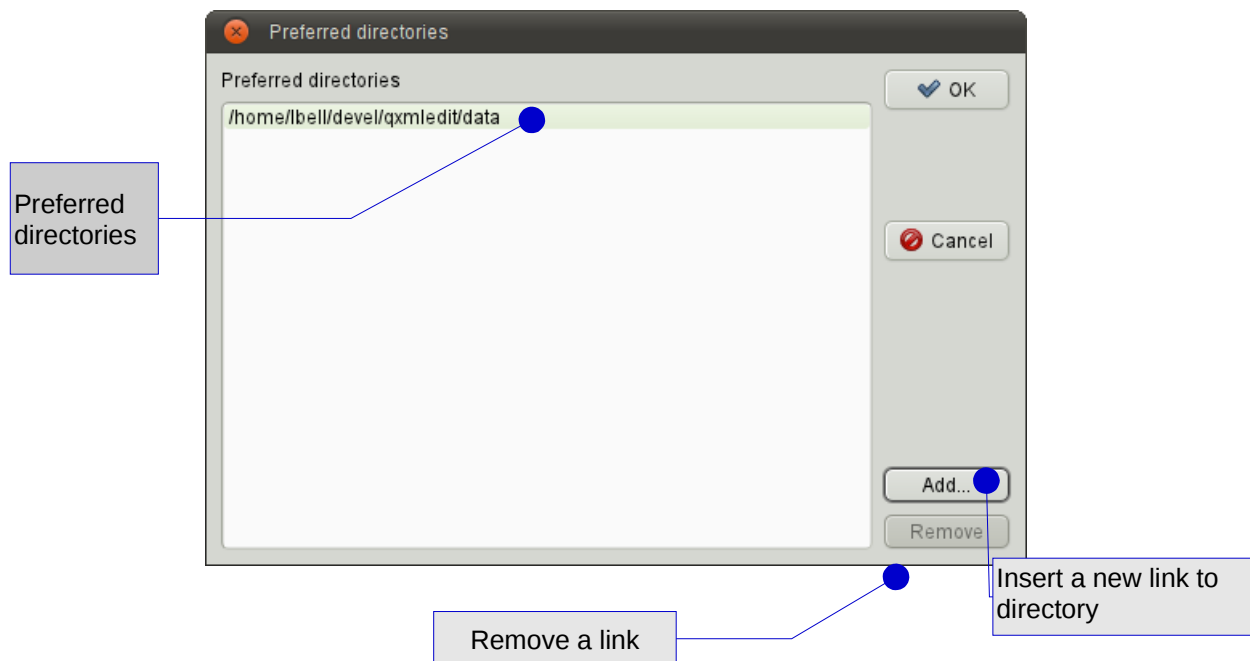 Preferred directories
Preferred directories
OK
/home/lbell/devel/qxmledit/data
Preferred
directories
Cancel
Add...
Remove
Insert a new link to
directory
Remove a link